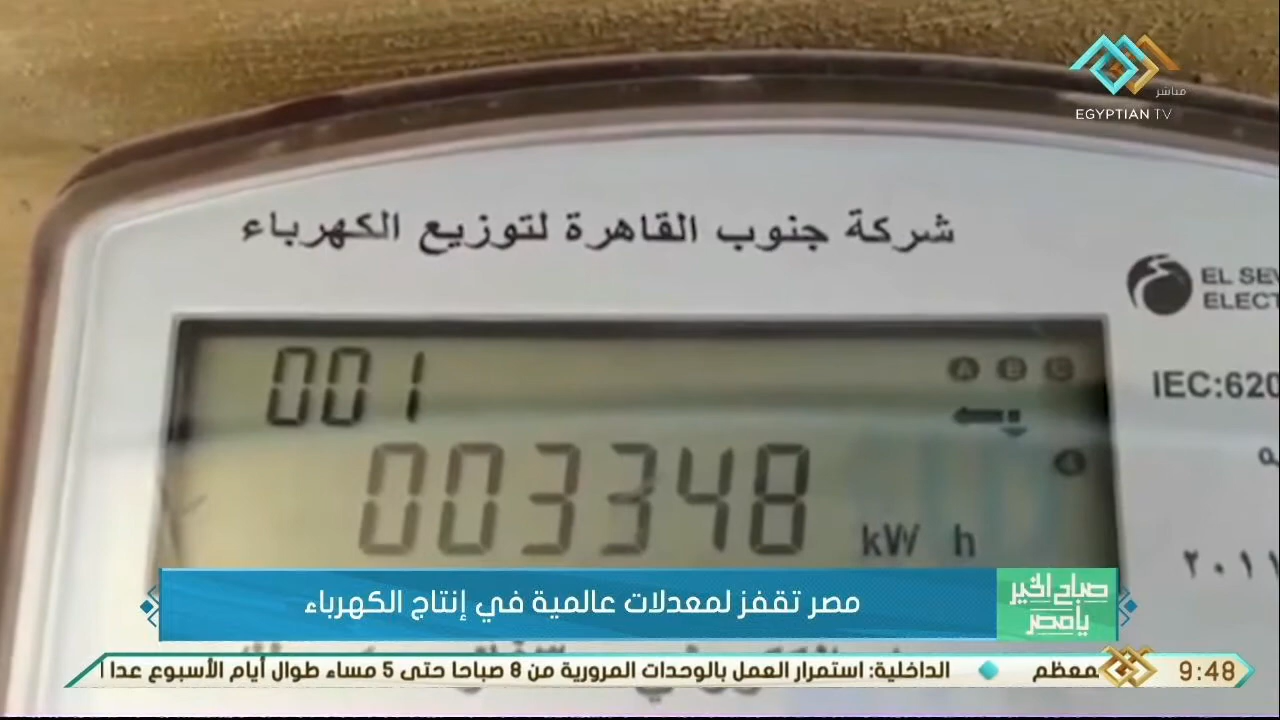 مباشر
EGYPTIAN TV
شركة جنوب القاهرة لتوزيع الكهرباء
EL SEW
ELECT
001
A B C
IEC:620
003348
4
kW h
٢٠١١
مصر تقفز لمعدلات عالمية في إنتاج الكهرباء
صباح الخير
يا مصر
معظم
الداخلية: استمرار العمل بالوحدات المرورية من 8 صباحا حتى 5 مساء طوال أيام الأسبوع عدا ا
9:48